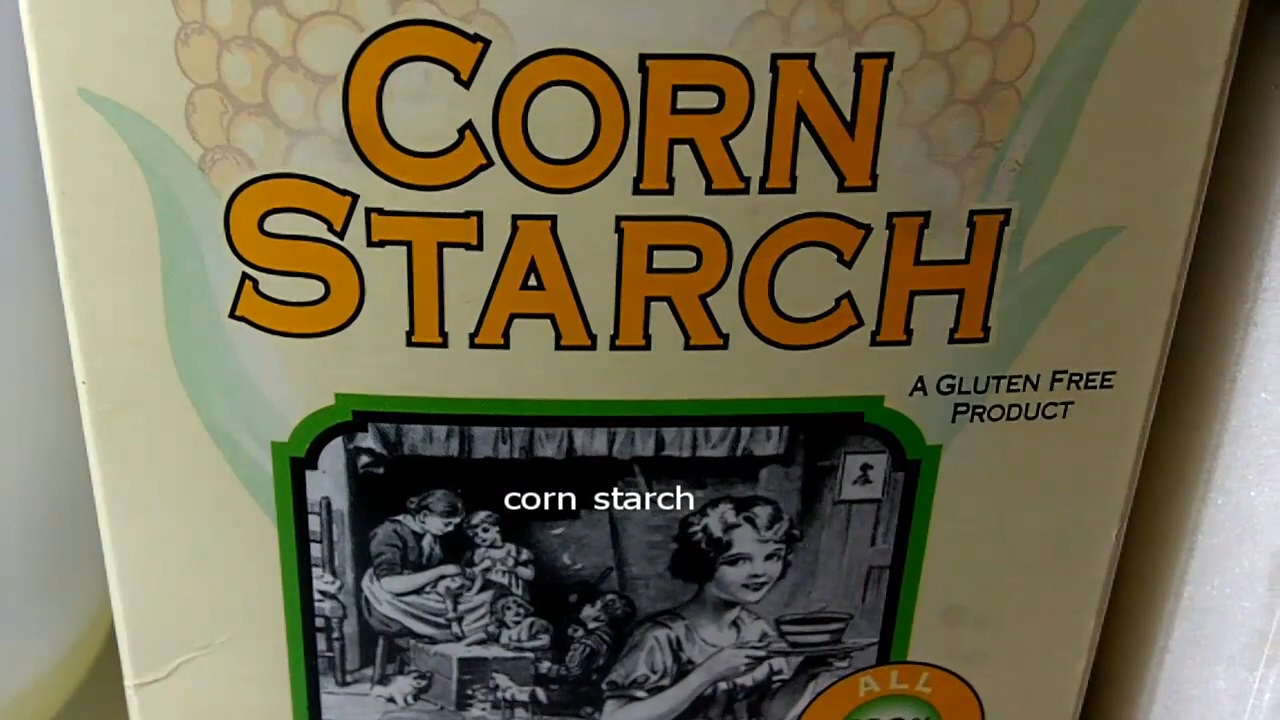 CORN
STARCH
A GLUTEN FREE
PRODUCT
corn starch
ALL